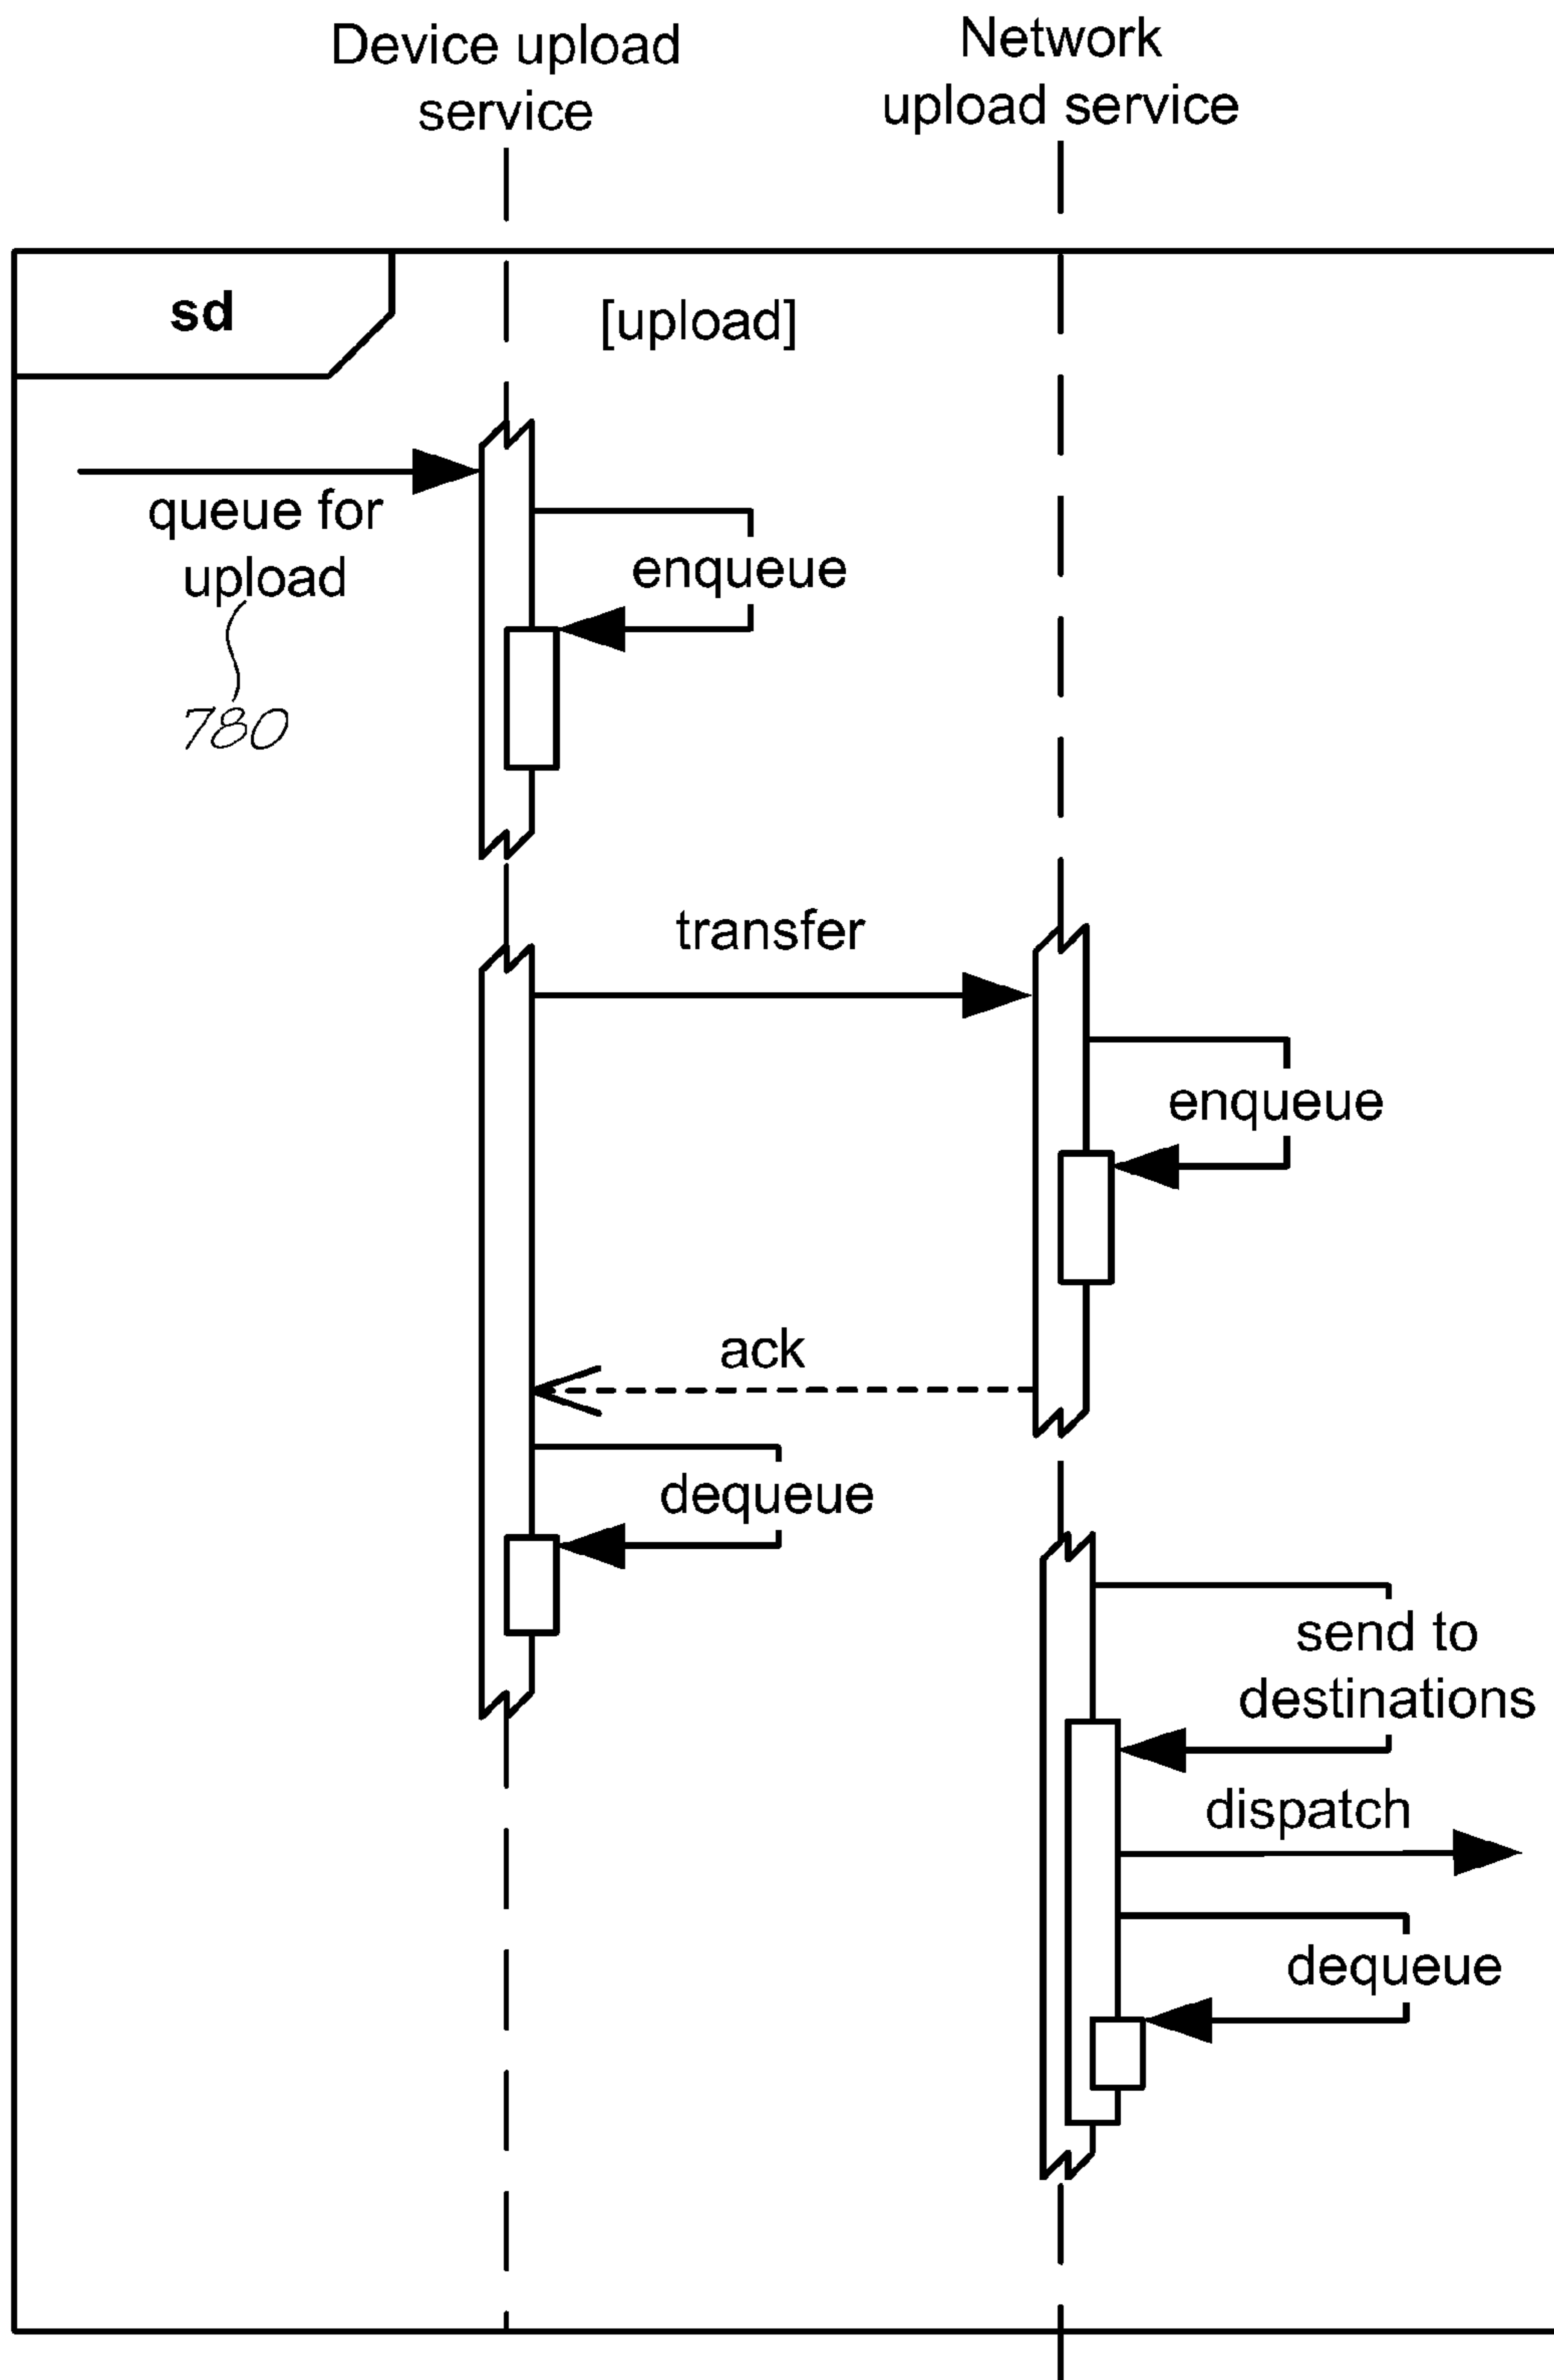 Device upload
service
Network
upload service
sd
[upload]
queue for
upload
780
enqueue
transfer
enqueue
ack
dequeue
send to
destinations
dispatch
dequeue